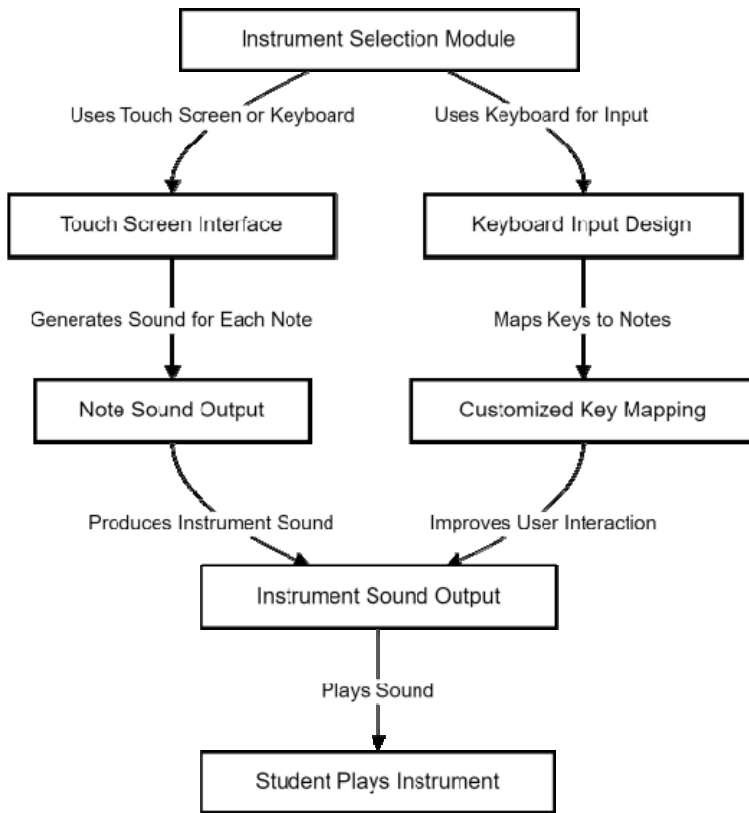 Instrument Selection Module
Uses Touch Screen or Keyboard
Uses Keyboard for Input
Touch Screen Interface
Keyboard Input Design
Generates Sound for Each Note
Maps Keys to Notes
Note Sound Output
Customized Key Mapping
Produces Instrument Sound
Improves User Interaction
Instrument Sound Output
Plays Sound
Student Plays Instrument